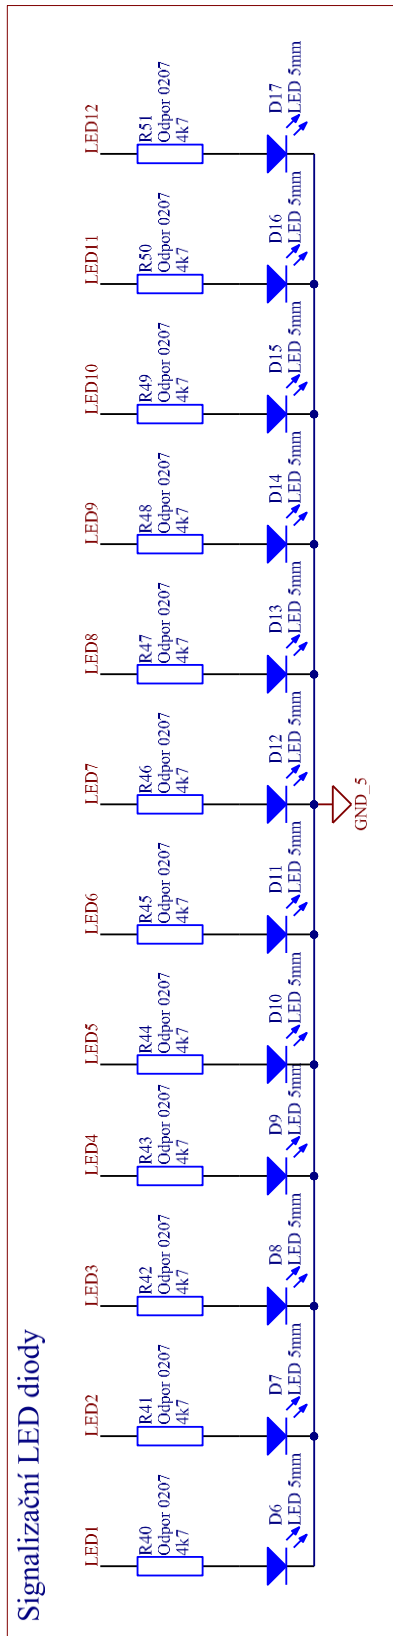 Signalizační LED diody
LED1
R40
Odpor 0207
4k7
D6
LED 5mm
LED2
R41
Odpor 0207
4k7
D7
LED 5mm
LED3
R42
Odpor 0207
4k7
D8
LED 5mm
LED4
R43
Odpor 0207
4k7
D9
LED 5mm
LED5
R44
Odpor 0207
4k7
D10
LED 5mm
LED6
R45
Odpor 0207
4k7
D11
LED 5mm
LED7
R46
Odpor 0207
4k7
D12
LED 5mm
GND_5
LED8
R47
Odpor 0207
4k7
D13
LED 5mm
LED9
R48
Odpor 0207
4k7
D14
LED 5mm
LED10
R49
Odpor 0207
4k7
D15
LED 5mm
LED11
R50
Odpor 0207
4k7
D16
LED 5mm
LED12
R51
Odpor 0207
4k7
D17
LED 5mm